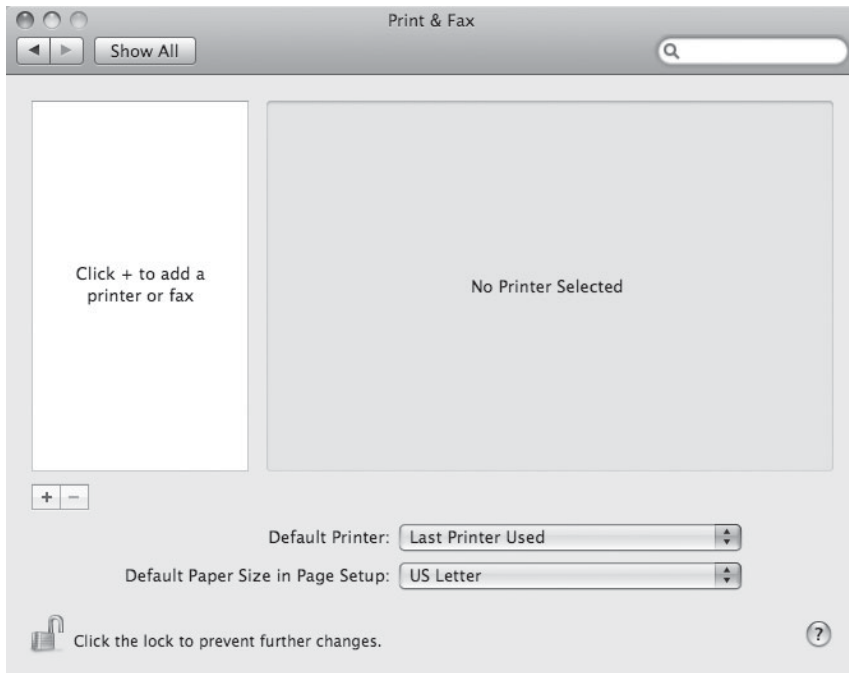 Print & Fax
Show All
Click + to add a
printer or fax
No Printer Selected
+ −
Default Printer: Last Printer Used
Default Paper Size in Page Setup: US Letter
Click the lock to prevent further changes.
?